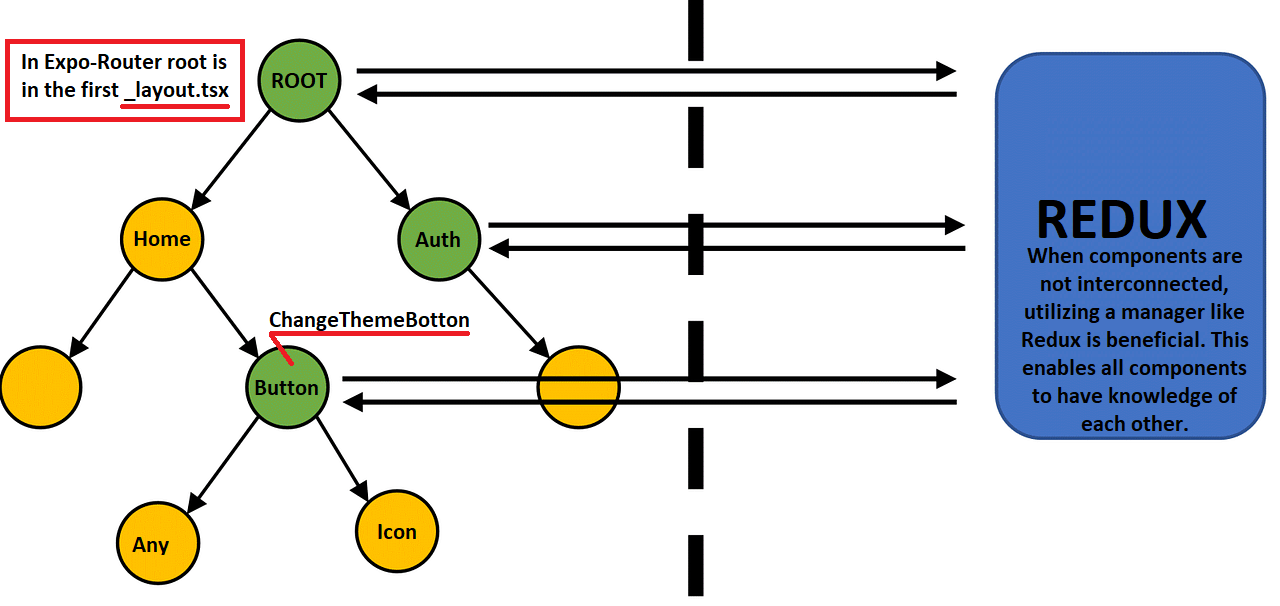 In Expo-Router root is
in the first _layout.tsx
ROOT
Home
Auth
ChangeThemeBotton
Button
Any
Icon
REDUX
When components are
not interconnected,
utilizing a manager like
Redux is beneficial. This
enables all components
to have knowledge of
each other.